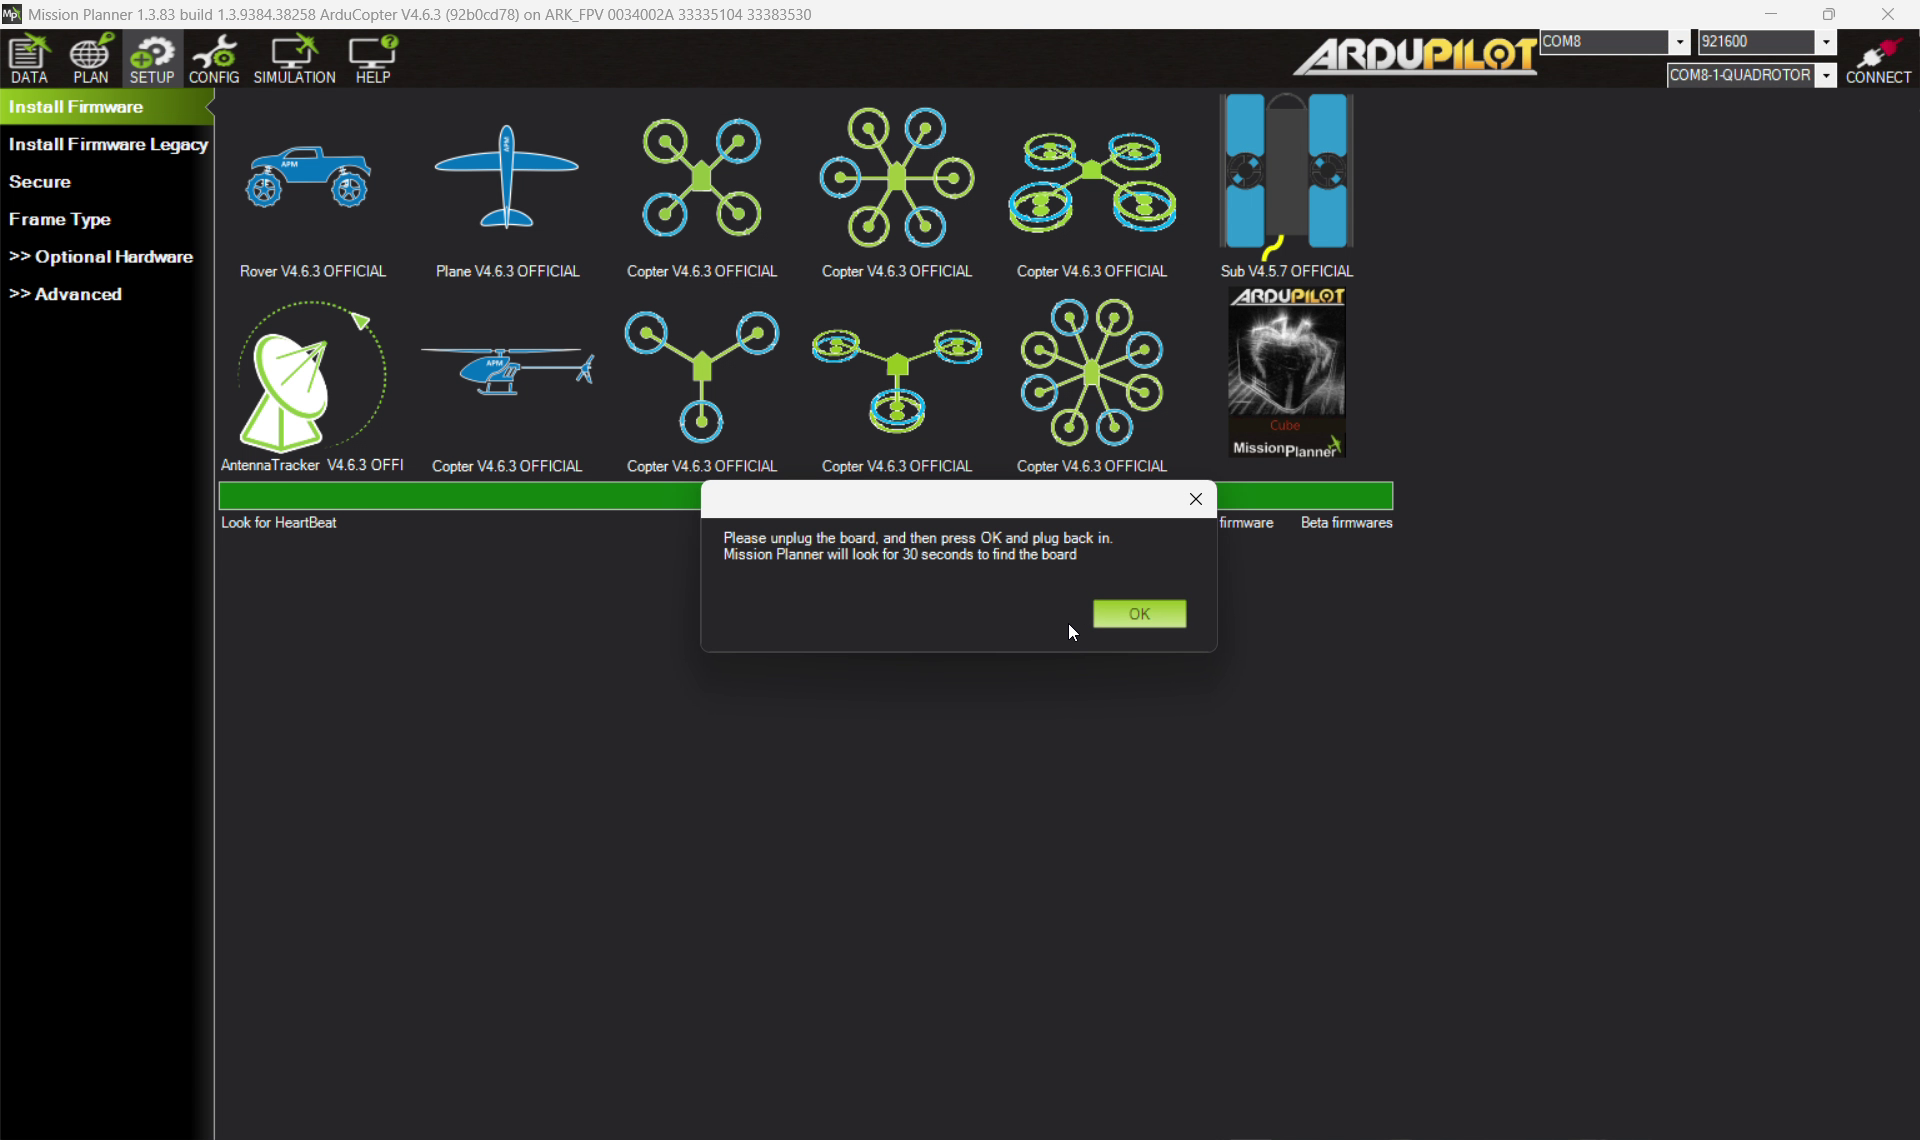 Mission Planner 1.3.83 build 1.3.9384.38258 ArduCopter V4.6.3 (92b0cd78) on ARK_FPV 0034002A 33335104 33383530
DATA
PLAN
SETUP
CONFIG
SIMULATION
HELP
ARDUPILOT
COM8
921600
COM8-1-QUADROTOR
CONNECT
Install Firmware
Install Firmware Legacy
Secure
Frame Type
>> Optional Hardware
>> Advanced
APM
APM
Rover V4.6.3 OFFICIAL
Plane V4.6.3 OFFICIAL
Copter V4.6.3 OFFICIAL
Copter V4.6.3 OFFICIAL
Copter V4.6.3 OFFICIAL
Sub V4.5.7 OFFICIAL
APM
ARDUPILOT
Cube
MissionPlanner
AntennaTracker V4.6.3 OFFI
Copter V4.6.3 OFFICIAL
Copter V4.6.3 OFFICIAL
Copter V4.6.3 OFFICIAL
Copter V4.6.3 OFFICIAL
Look for HeartBeat
firmware
Beta firmwares
Please unplug the board, and then press OK and plug back in.
Mission Planner will look for 30 seconds to find the board
OK